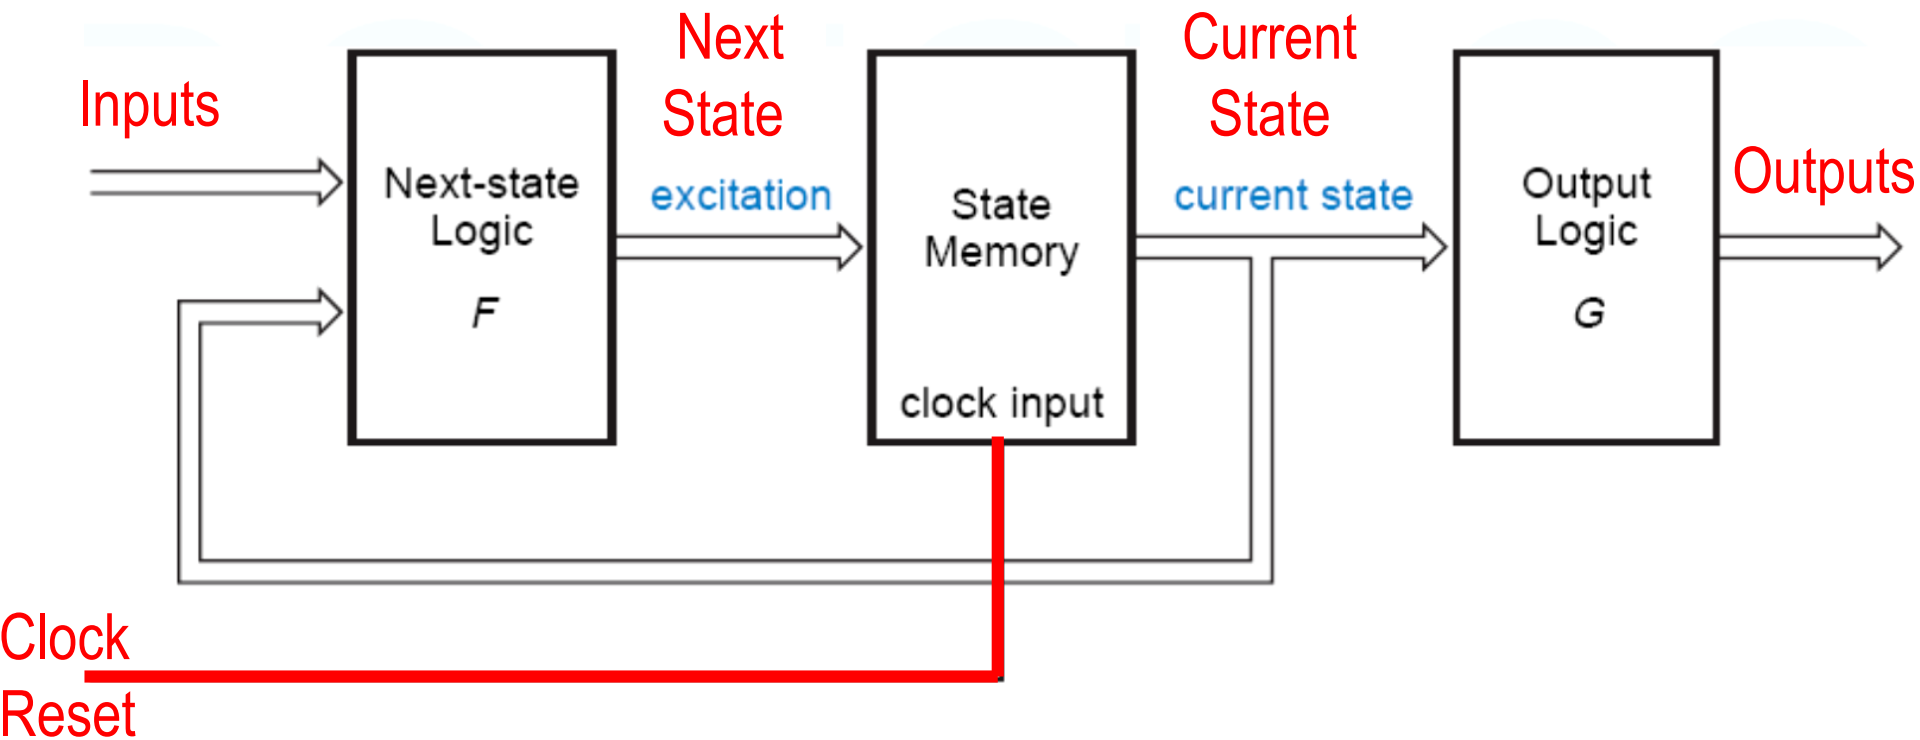 Inputs
Next-state
Logic
F
Next
State
excitation
State
Memory
clock input
Current
State
current state
Output
Logic
G
Outputs
Clock
Reset